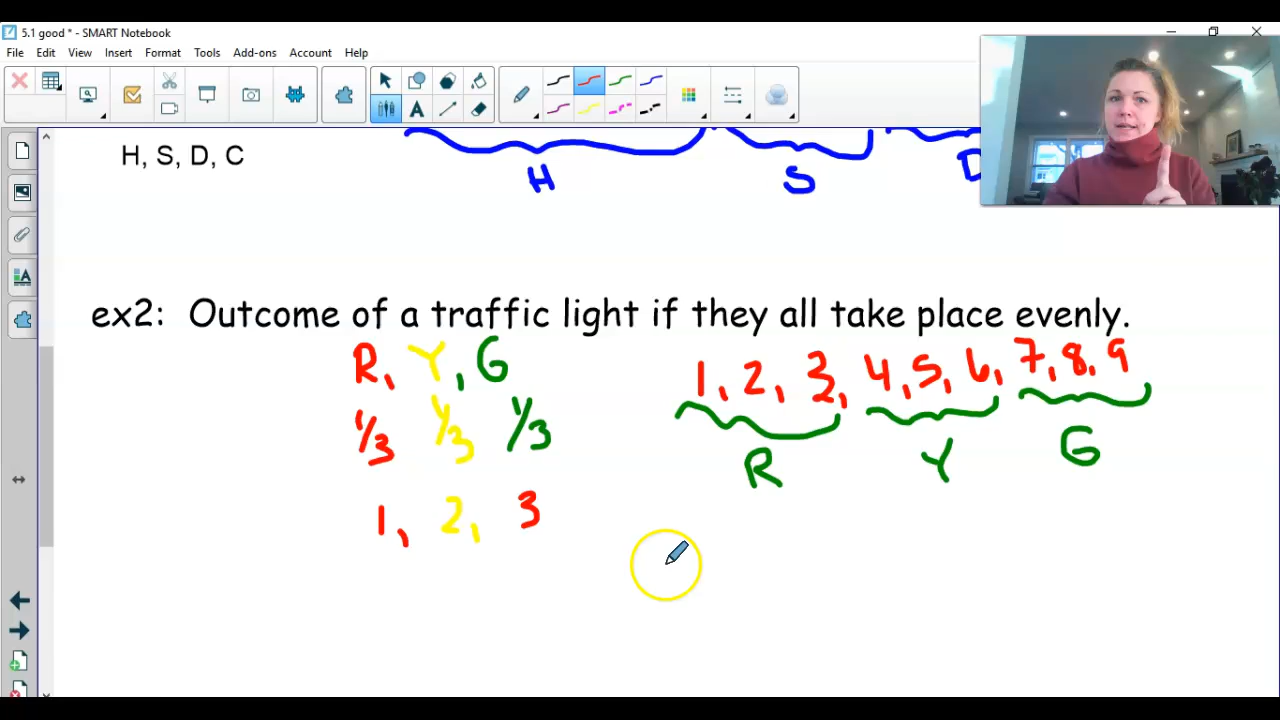 5.1 good * - SMART Notebook
File Edit View Insert Format Tools Add-ons Account Help
H, S, D, C
H S D
ex2: Outcome of a traffic light if they all take place evenly.
R, Y, G
1/3 1/3 1/3
1, 2, 3
1, 2, 3, 4, 5, 6, 7, 8, 9
R Y G